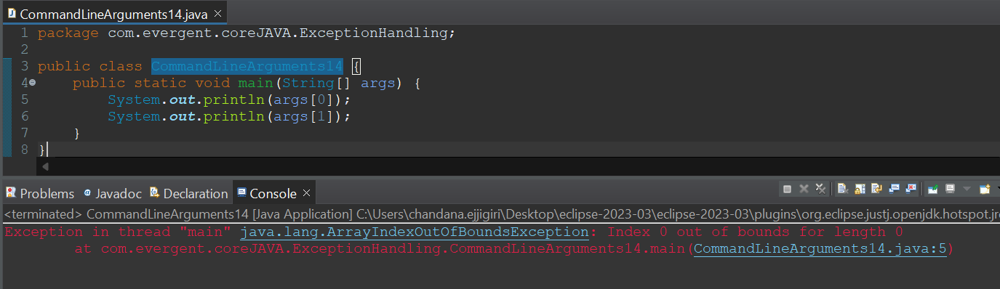 CommandLineArguments14.java
1 package com.evergent.coreJAVA.ExceptionHandling;
2
3 public class CommandLineArguments14 {
4 public static void main(String[] args) {
5 System.out.println(args[0]);
6 System.out.println(args[1]);
7 }
8 }
Problems @ Javadoc Declaration Console
<terminated> CommandLineArguments14 [Java Application] C:\Users\chandana.ejjigiri\Desktop\eclipse-2023-03\eclipse-2023-03\plugins\org.eclipse.justj.openjdk.hotspot.jr
Exception in thread "main" java.lang.ArrayIndexOutOfBoundsException: Index 0 out of bounds for length 0
at com.evergent.coreJAVA.ExceptionHandling.CommandLineArguments14.main(CommandLineArguments14.java:5)